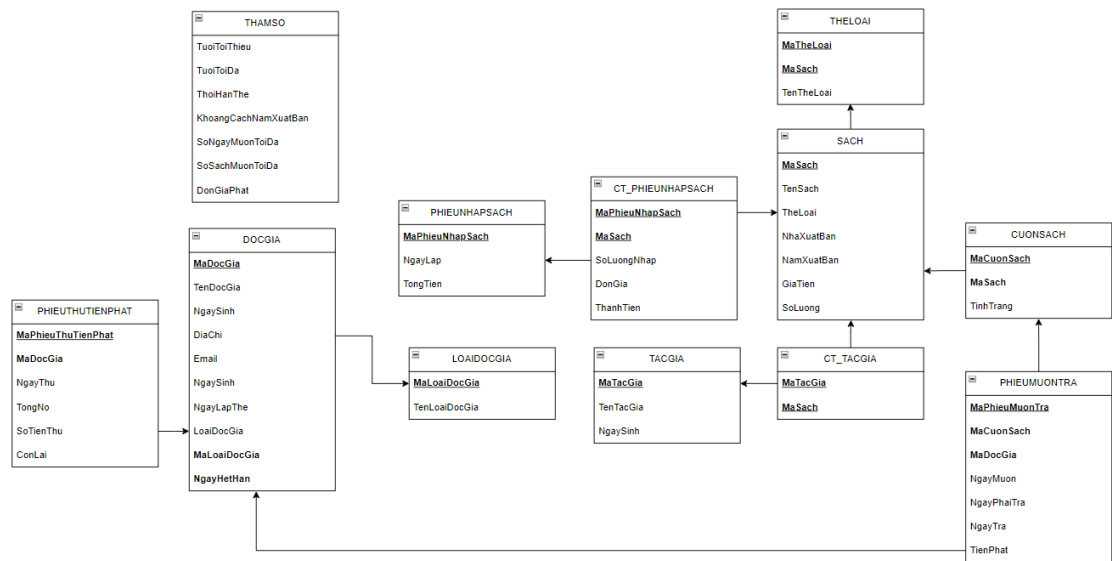 THAMSO
TuoiToiThieu
TuoiToiDa
ThoiHanThe
KhoangCachNamXuatBan
SoNgayMuonToiDa
SoSachMuonToiDa
DonGiaPhat
THELOAI
MaTheLoai
MaSach
TenTheLoai
SACH
MaSach
TenSach
TheLoai
NhaXuatBan
NamXuatBan
GiaTien
SoLuong
CT_PHIEUNHAPSACH
MaPhieuNhapSach
MaSach
SoLuongNhap
DonGia
ThanhTien
PHIEUNHAPSACH
MaPhieuNhapSach
NgayLap
TongTien
CUONSACH
MaCuonSach
MaSach
TinhTrang
DOCGIA
MaDocGia
TenDocGia
NgaySinh
DiaChi
Email
NgaySinh
NgayLapThe
LoaiDocGia
MaLoaiDocGia
NgayHetHan
PHIEUTHUTIENPHAT
MaPhieuThuTienPhat
MaDocGia
NgayThu
TongNo
SoTienThu
ConLai
LOAIDOCGIA
MaLoaiDocGia
TenLoaiDocGia
TACGIA
MaTacGia
TenTacGia
NgaySinh
CT_TACGIA
MaTacGia
MaSach
PHIEUMUONTRA
MaPhieuMuonTra
MaCuonSach
MaDocGia
NgayMuon
NgayPhaiTra
NgayTra
TienPhat